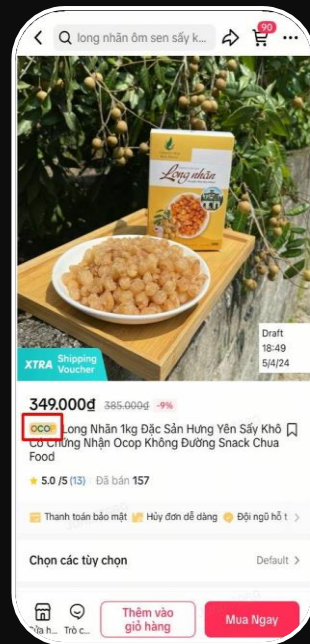 long nhãn ôm sen sấy k...
90
Long nhãn
Draft
18:49
5/4/24
XTRA Shipping
Voucher
349.000₫ 385.000₫ -9%
OCOP Long Nhãn 1kg Đặc Sản Hưng Yên Sấy Khô
Có Chứng Nhận Ocop Không Đường Snack Chua
Food
5.0 /5 (13) Đã bán 157
Thanh toán bảo mật Hủy đơn dễ dàng Đội ngũ hỗ t
Chọn các tùy chọn Default
Cửa h... Trò c...
Thêm vào
giỏ hàng
Mua Ngay